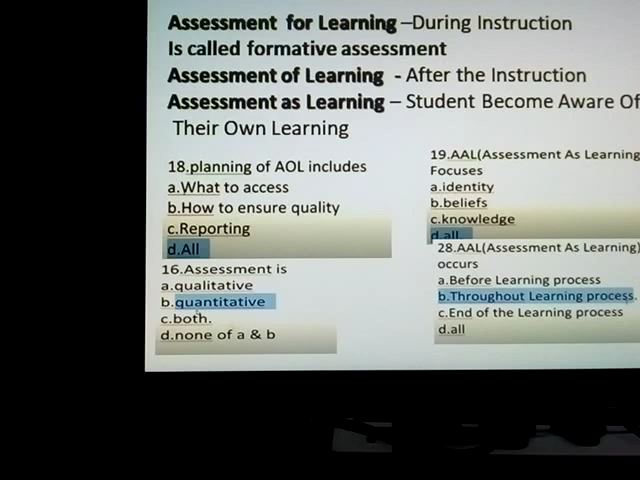 Assessment for Learning –During Instruction
Is called formative assessment
Assessment of Learning - After the Instruction
Assessment as Learning – Student Become Aware Of
Their Own Learning
18.planning of AOL includes
a.What to access
b.How to ensure quality
c.Reporting
d.All
16.Assessment is
a.qualitative
b.quantitative
c.both.
d.none of a & b
19.AAL(Assessment As Learning
Focuses
a.identity
b.beliefs
c.knowledge
d.all
28.AAL(Assessment As Learning)
occurs
a.Before Learning process
b.Throughout Learning process.
c.End of the Learning process
d.all